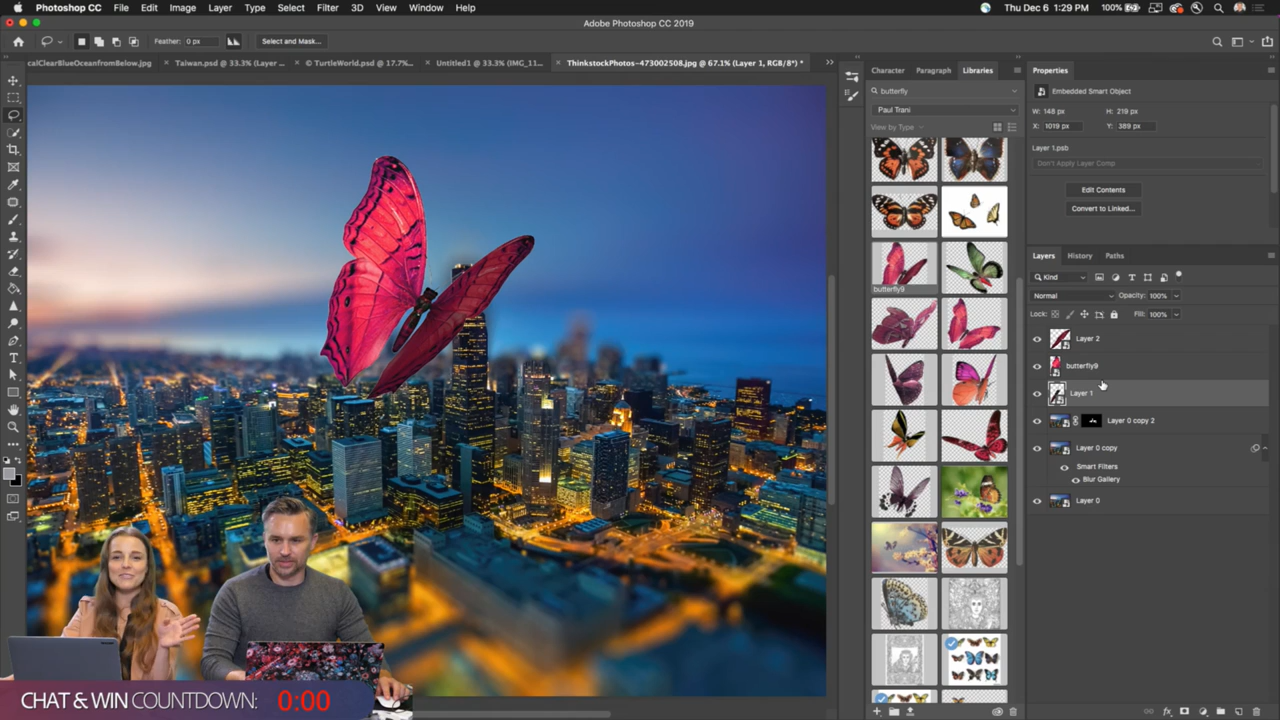 Photoshop CC File Edit Image Layer Type Select Filter 3D View Window Help
Thu Dec 6 1:29 PM 100%
Adobe Photoshop CC 2019
Feather: 0 px
Select and Mask...
calClearBlueOceanfromBelow.jpg
× Taiwan.psd @ 33.3% (Layer ...
× © TurtleWorld.psd @ 17.7%...
× Untitled1 @ 33.3% (IMG_11...
× ThinkstockPhotos-473002508.jpg @ 67.1% (Layer 1, RGB/8*) *
Character Paragraph Libraries
butterfly
Paul Trani
View by Type
butterfly9
Properties
Embedded Smart Object
W: 148 px H: 219 px
X: 1019 px Y: 389 px
Layer 1.psb
Don't Apply Layer Comp
Edit Contents
Convert to Linked...
Layers History Paths
Kind
Normal Opacity: 100%
Lock: Fill: 100%
Layer 2
butterfly9
Layer 1
Layer 0 copy 2
Layer 0 copy
Smart Filters
Blur Gallery
Layer 0
CHAT & WIN COUNTDOWN: 0:00